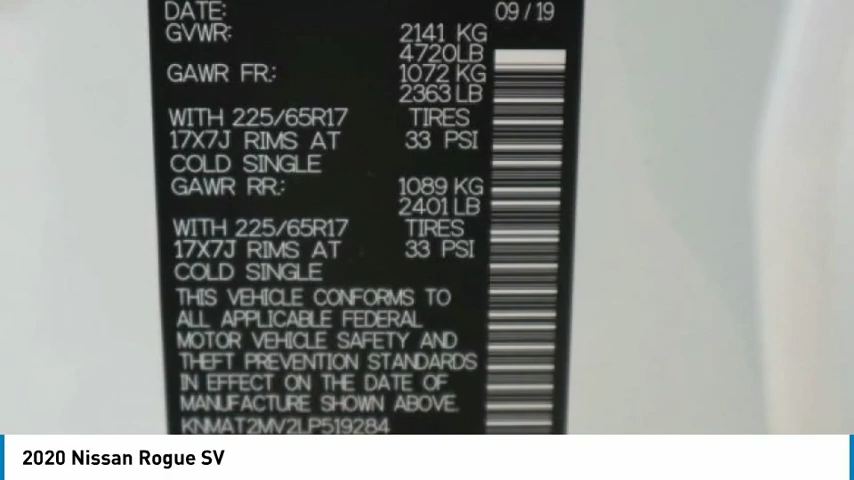 DATE: 09 / 19
GVWR: 2141 KG
4720LB
GAWR FR.: 1072 KG
2363 LB
WITH 225/65R17 TIRES
17X7J RIMS AT 33 PSI
COLD SINGLE
GAWR RR.: 1089 KG
2401 LB
WITH 225/65R17 TIRES
17X7J RIMS AT 33 PSI
COLD SINGLE
THIS VEHICLE CONFORMS TO
ALL APPLICABLE FEDERAL
MOTOR VEHICLE SAFETY AND
THEFT PREVENTION STANDARDS
IN EFFECT ON THE DATE OF
MANUFACTURE SHOWN ABOVE.
KNMAT2MV2LP519284
2020 Nissan Rogue SV